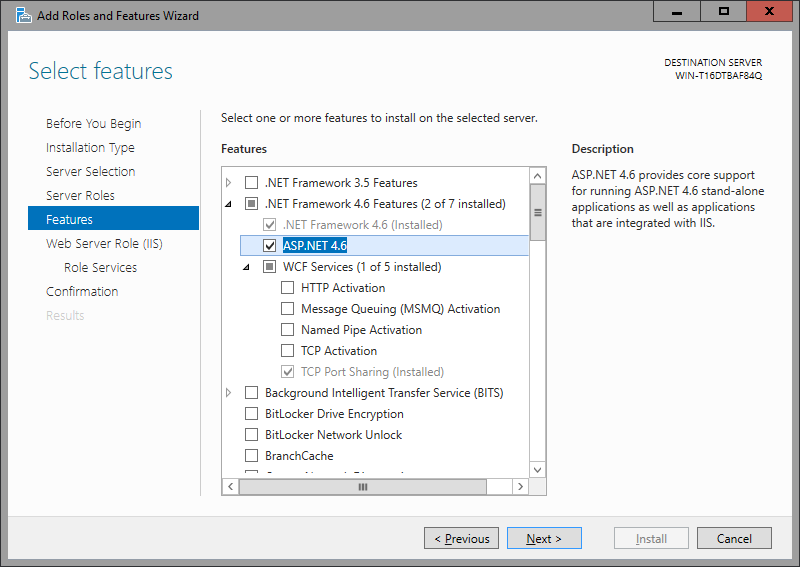 Add Roles and Features Wizard
Select features
DESTINATION SERVER
WIN-T16DTBAF84Q
Before You Begin
Installation Type
Server Selection
Server Roles
Features
Web Server Role (IIS)
Role Services
Confirmation
Results
Select one or more features to install on the selected server.
Features
.NET Framework 3.5 Features
.NET Framework 4.6 Features (2 of 7 installed)
.NET Framework 4.6 (Installed)
ASP.NET 4.6
WCF Services (1 of 5 installed)
HTTP Activation
Message Queuing (MSMQ) Activation
Named Pipe Activation
TCP Activation
TCP Port Sharing (Installed)
Background Intelligent Transfer Service (BITS)
BitLocker Drive Encryption
BitLocker Network Unlock
BranchCache
Description
ASP.NET 4.6 provides core support
for running ASP.NET 4.6 stand-alone
applications as well as applications
that are integrated with IIS.
< Previous
Next >
Install
Cancel